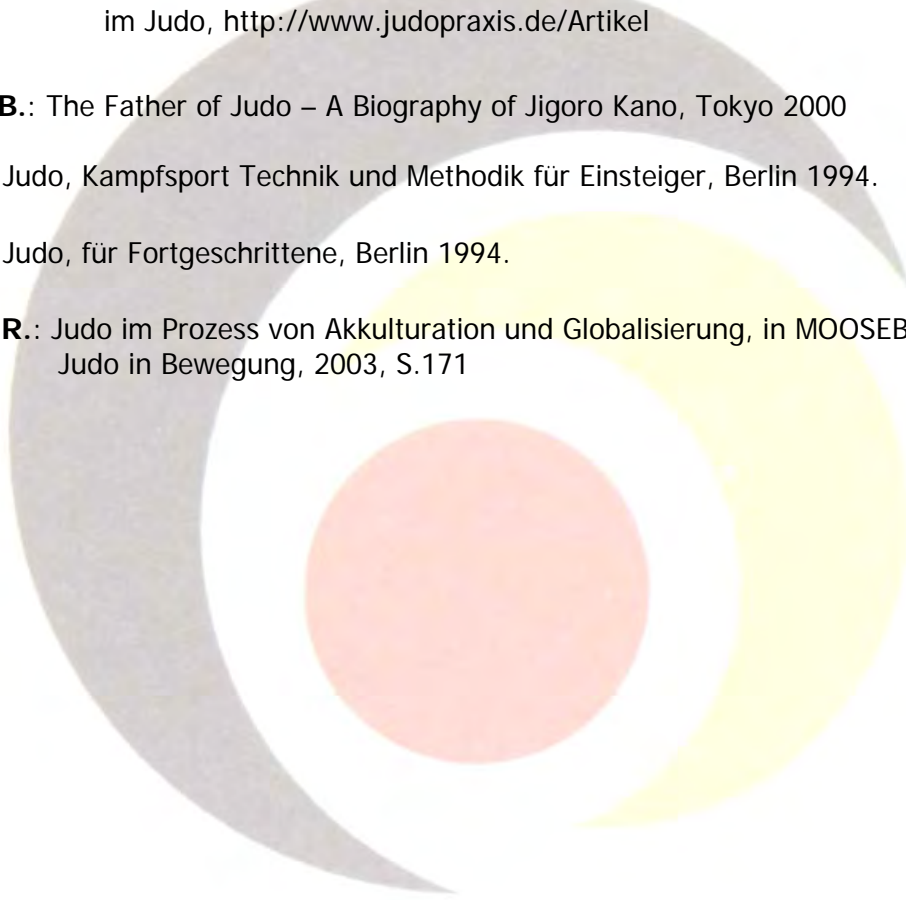 im Judo, http://www.judopraxis.de/Artikel
B.: The Father of Judo – A Biography of Jigoro Kano, Tokyo 2000
Judo, Kampfsport Technik und Methodik für Einsteiger, Berlin 1994.
Judo, für Fortgeschrittene, Berlin 1994.
R.: Judo im Prozess von Akkulturation und Globalisierung, in MOOSEB
Judo in Bewegung, 2003, S.171